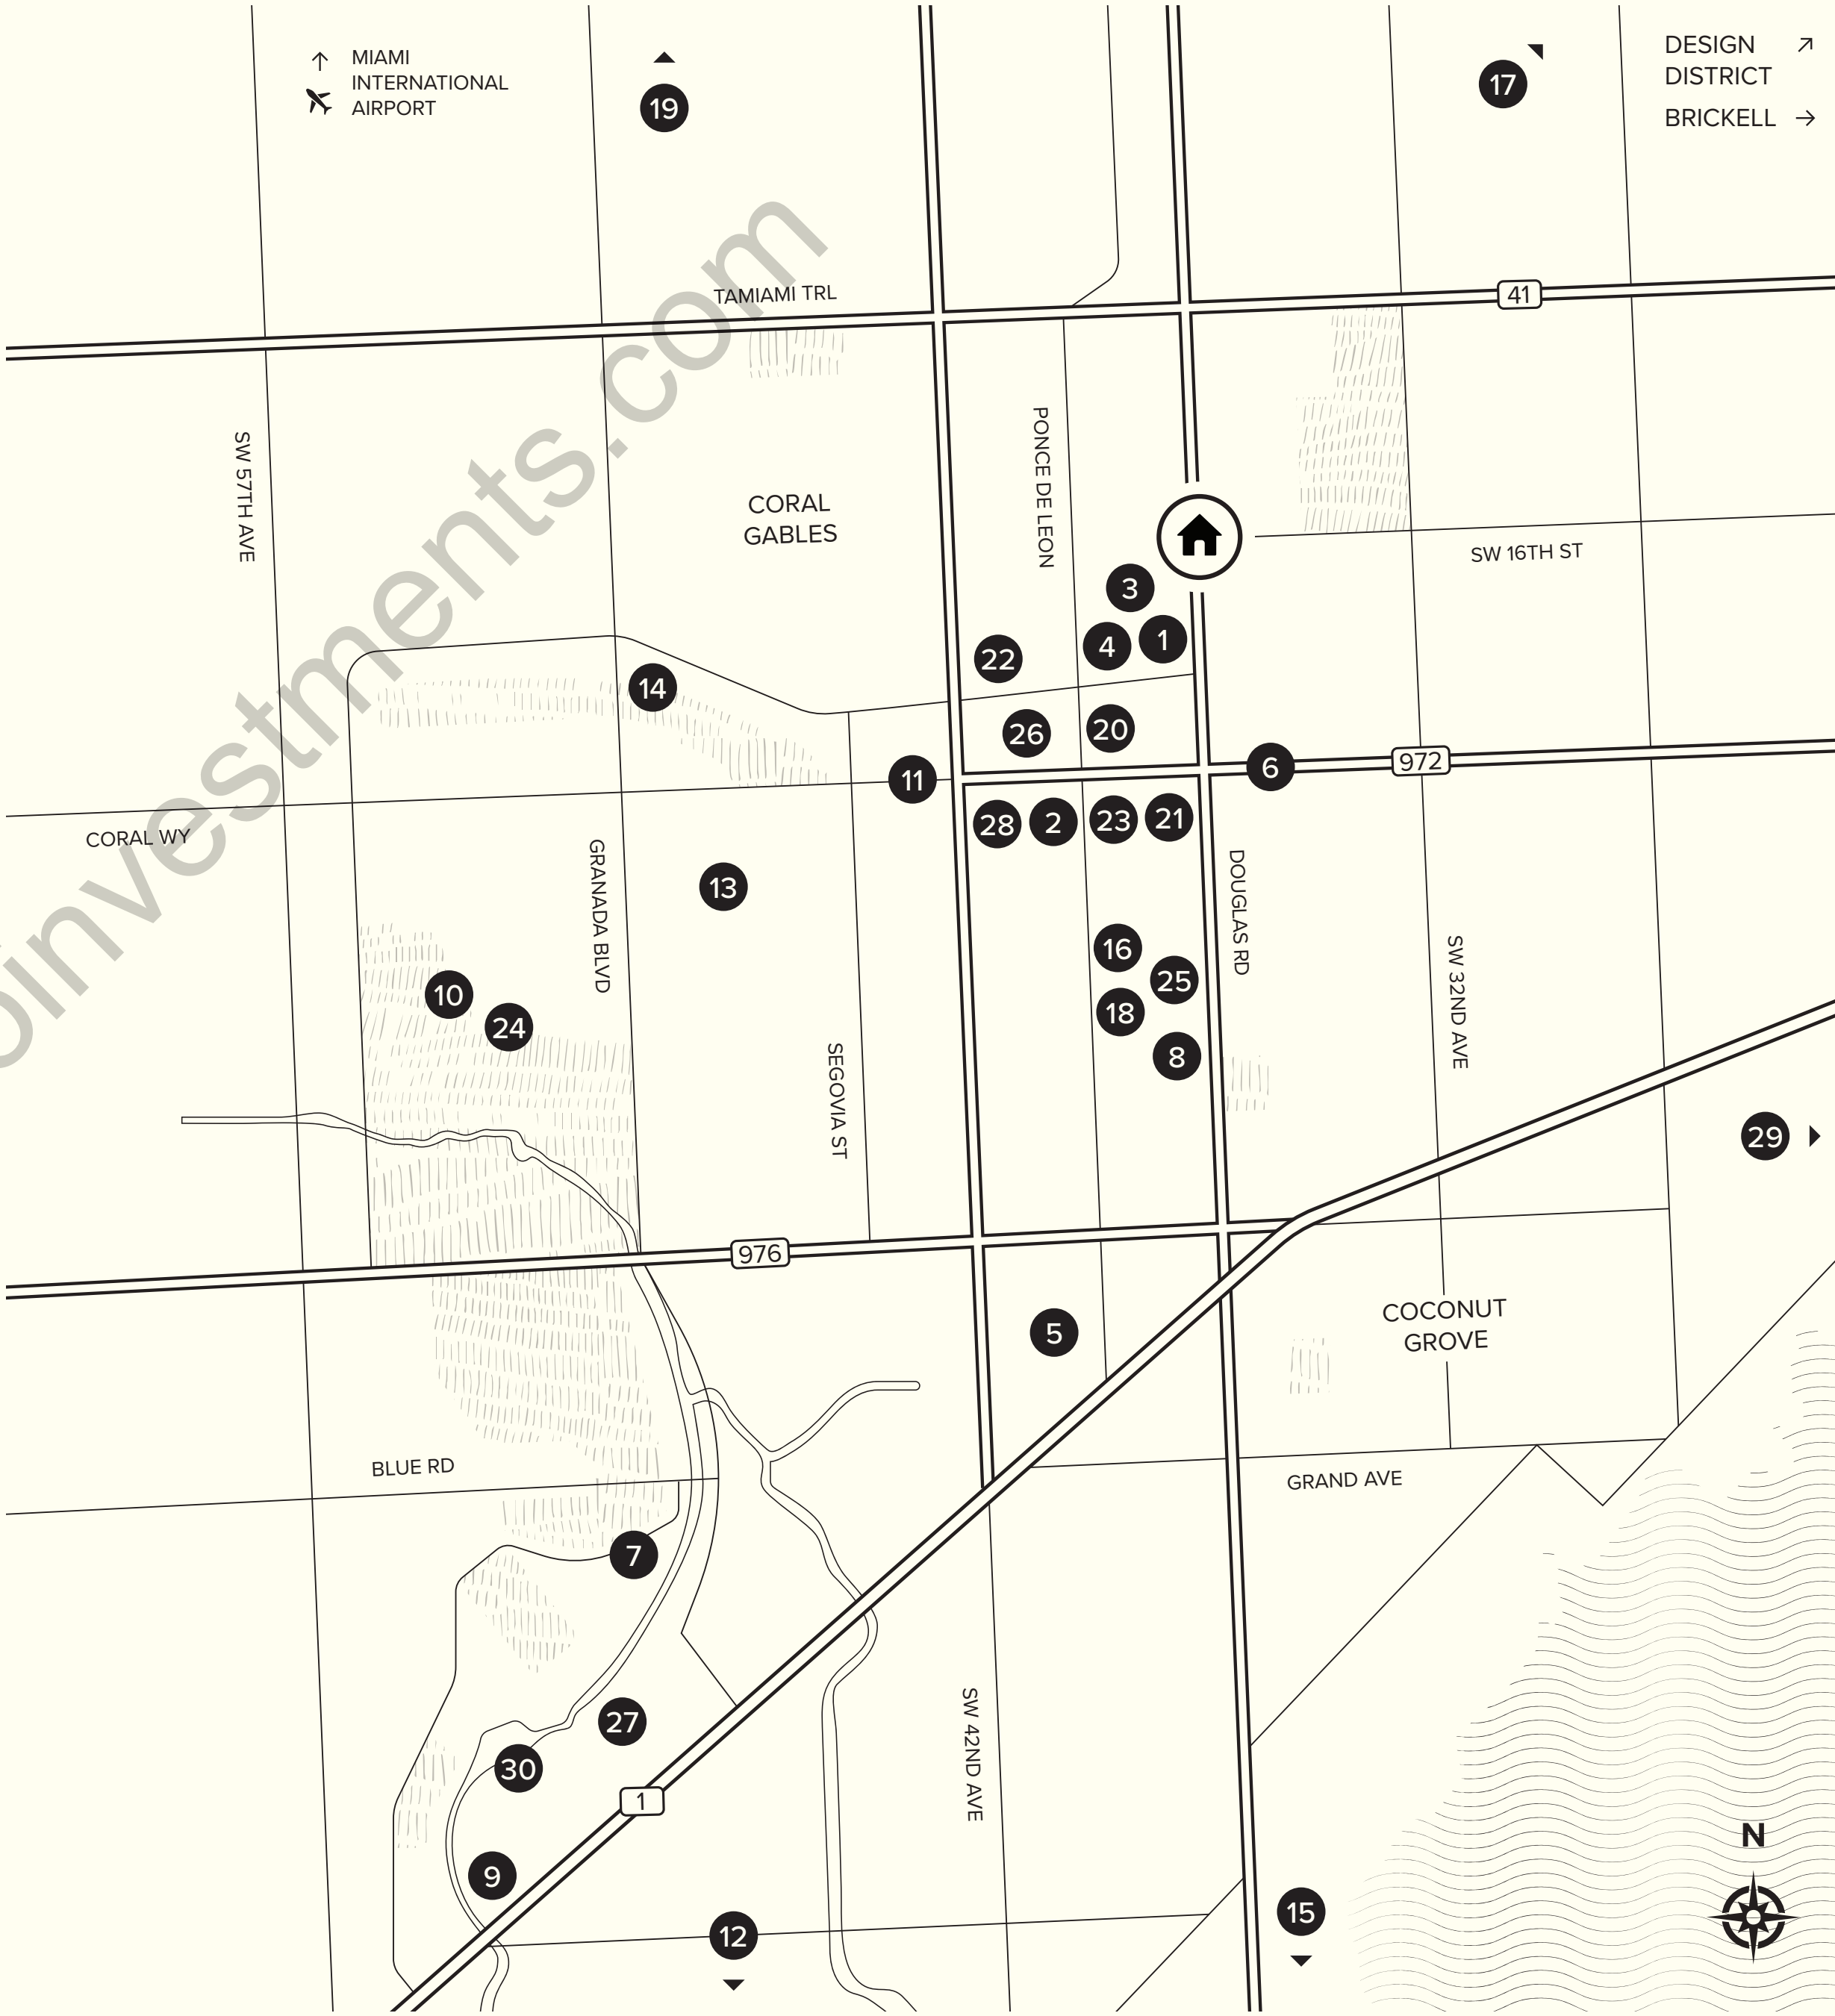 MIAMI
INTERNATIONAL
AIRPORT
19
17
DESIGN
DISTRICT
BRICKELL
TAMIAMI TRL
41
SW 57TH AVE
CORAL
GABLES
PONCE DE LEON
SW 16TH ST
3
1
4
22
14
26
20
11
6
972
CORAL WY
28
2
23
21
GRANADA BLVD
13
DOUGLAS RD
16
25
SW 32ND AVE
10
24
18
8
SEGOVIA ST
29
976
COCONUT
GROVE
5
BLUE RD
GRAND AVE
7
27
SW 42ND AVE
30
1
9
12
15
N
investments.com